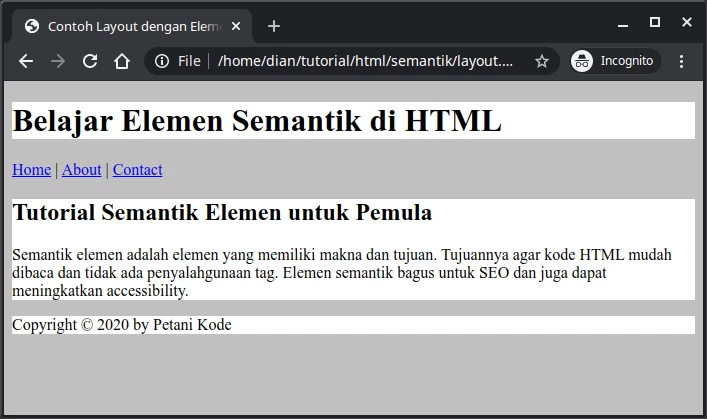 Contoh Layout dengan Elem
File | /home/dian/tutorial/html/semantik/layout.... Incognito
Belajar Elemen Semantik di HTML
Home | About | Contact
Tutorial Semantik Elemen untuk Pemula
Semantik elemen adalah elemen yang memiliki makna dan tujuan. Tujuannya agar kode HTML mudah
dibaca dan tidak ada penyalahgunaan tag. Elemen semantik bagus untuk SEO dan juga dapat
meningkatkan accessibility.
Copyright © 2020 by Petani Kode